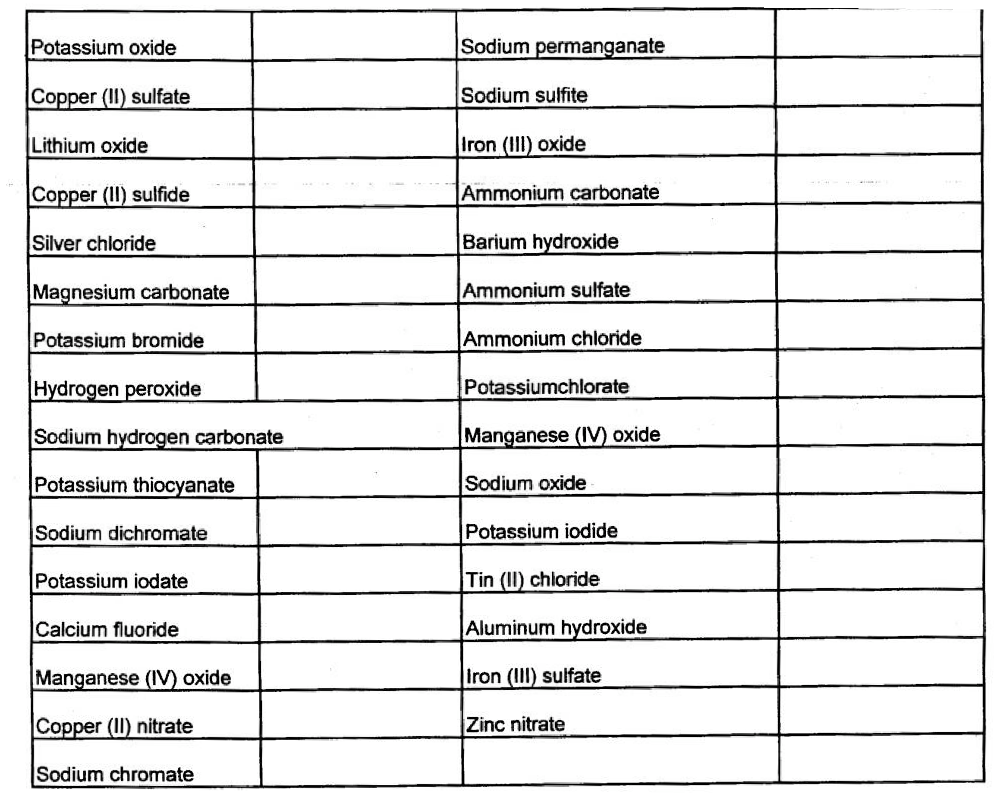 Potassium oxide Sodium permanganate
Copper (II) sulfate Sodium sulfite
Lithium oxide Iron (III) oxide
Copper (II) sulfide Ammonium carbonate
Silver chloride Barium hydroxide
Magnesium carbonate Ammonium sulfate
Potassium bromide Ammonium chloride
Hydrogen peroxide Potassiumchlorate
Sodium hydrogen carbonate Manganese (IV) oxide
Potassium thiocyanate Sodium oxide
Sodium dichromate Potassium iodide
Potassium iodate Tin (II) chloride
Calcium fluoride Aluminum hydroxide
Manganese (IV) oxide Iron (III) sulfate
Copper (II) nitrate Zinc nitrate
Sodium chromate